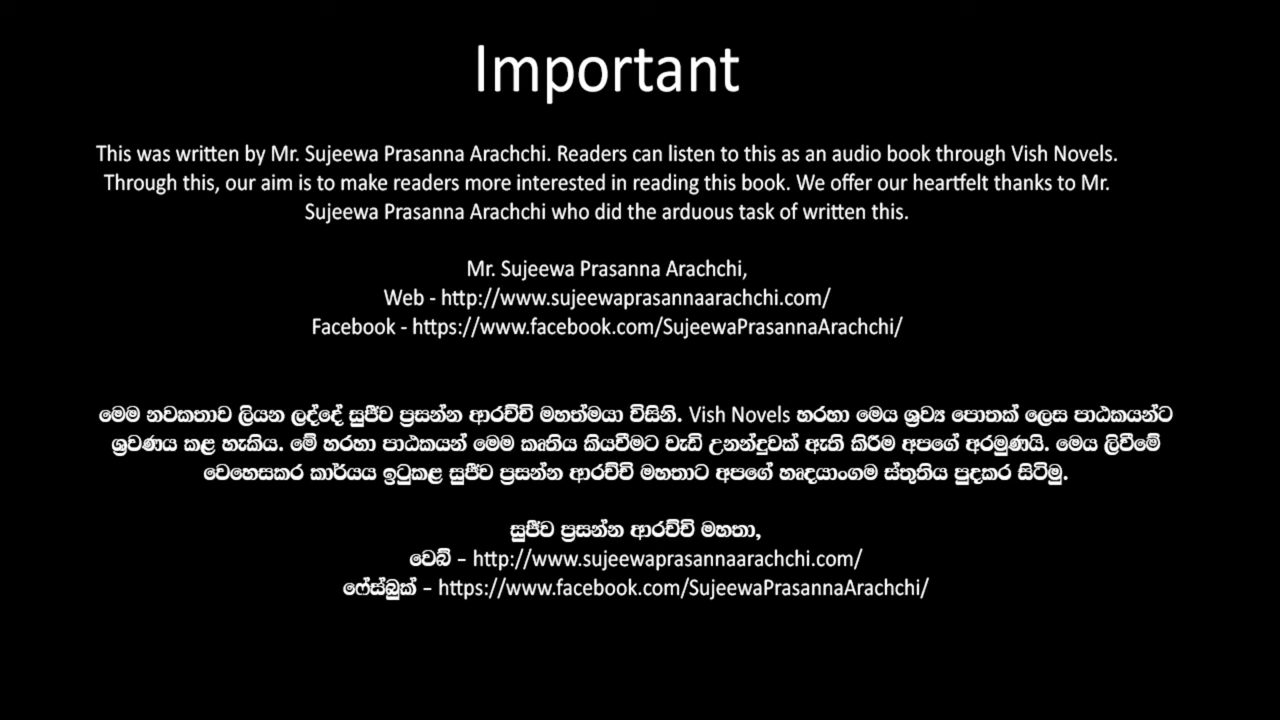 Important
This was written by Mr. Sujeewa Prasanna Arachchi. Readers can listen to this as an audio book through Vish Novels.
Through this, our aim is to make readers more interested in reading this book. We offer our heartfelt thanks to Mr.
Sujeewa Prasanna Arachchi who did the arduous task of written this.
Mr. Sujeewa Prasanna Arachchi,
Web - http://www.sujeewaprasannaarachchi.com/
Facebook - https://www.facebook.com/SujeewaPrasannaArachchi/
මෙම නවකතාව ලියන ලද්දේ සුජීව ප්‍රසන්න ආරච්චි මහත්මයා විසිනි. Vish Novels හරහා මෙය ශ්‍රව්‍ය පොතක් ලෙස පාඨකයන්ට
ශ්‍රවණය කළ හැකිය. මේ හරහා පාඨකයන් මෙම කෘතිය කියවීමට වැඩි උනන්දුවක් ඇති කිරීම අපගේ අරමුණයි. මෙය ලිවීමේ
වෙහෙසකර කාර්යය ඉටුකළ සුජීව ප්‍රසන්න ආරච්චි මහතාට අපගේ හෘදයාංගම ස්තුතිය පුදකර සිටිමු.
සුජීව ප්‍රසන්න ආරච්චි මහතා,
වෙබ් – http://www.sujeewaprasannaarachchi.com/
ෆේස්බුක් – https://www.facebook.com/SujeewaPrasannaArachchi/